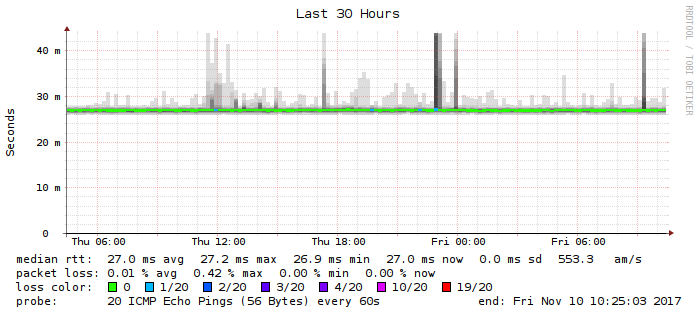 Last 30 Hours
RRDTOOL / TOBI OETIKER
Seconds
40 m
30 m
20 m
10 m
0
Thu 06:00 Thu 12:00 Thu 18:00 Fri 00:00 Fri 06:00
median rtt: 27.0 ms avg 27.2 ms max 26.9 ms min 27.0 ms now 0.0 ms sd 553.3 am/s
packet loss: 0.01 % avg 0.42 % max 0.00 % min 0.00 % now
loss color: 0 1/20 2/20 3/20 4/20 10/20 19/20
probe: 20 ICMP Echo Pings (56 Bytes) every 60s end: Fri Nov 10 10:25:03 2017